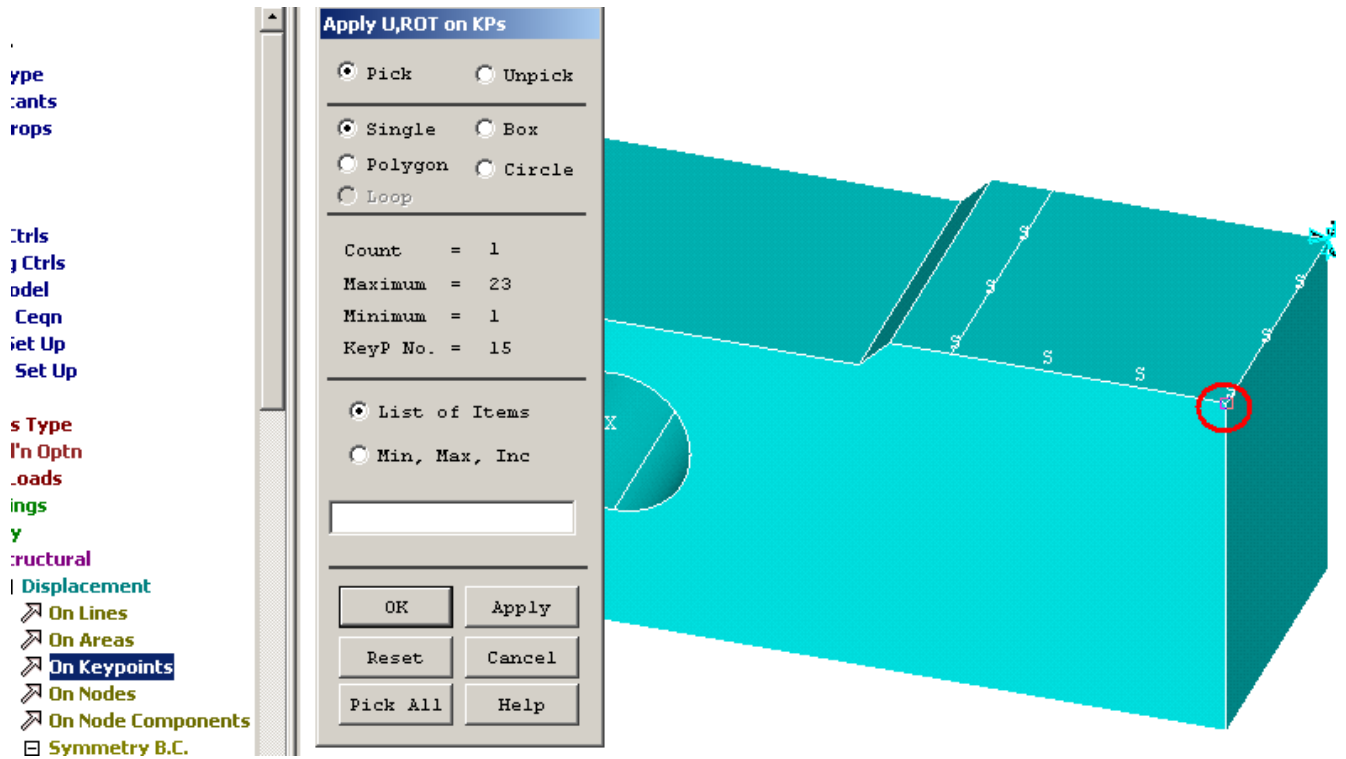 ype
tants
rops
Ctrls
g Ctrls
odel
Ceqn
Set Up
Set Up
s Type
l'n Optn
Loads
ings
y
tructural
Displacement
On Lines
On Areas
On Keypoints
On Nodes
On Node Components
Symmetry B.C.
Apply U,ROT on KPs
Pick Unpick
Single Box
Polygon Circle
Loop
Count = 1
Maximum = 23
Minimum = 1
KeyP No. = 15
List of Items
Min, Max, Inc
OK Apply
Reset Cancel
Pick All Help
S
S
S
S
S
S
S
S
X